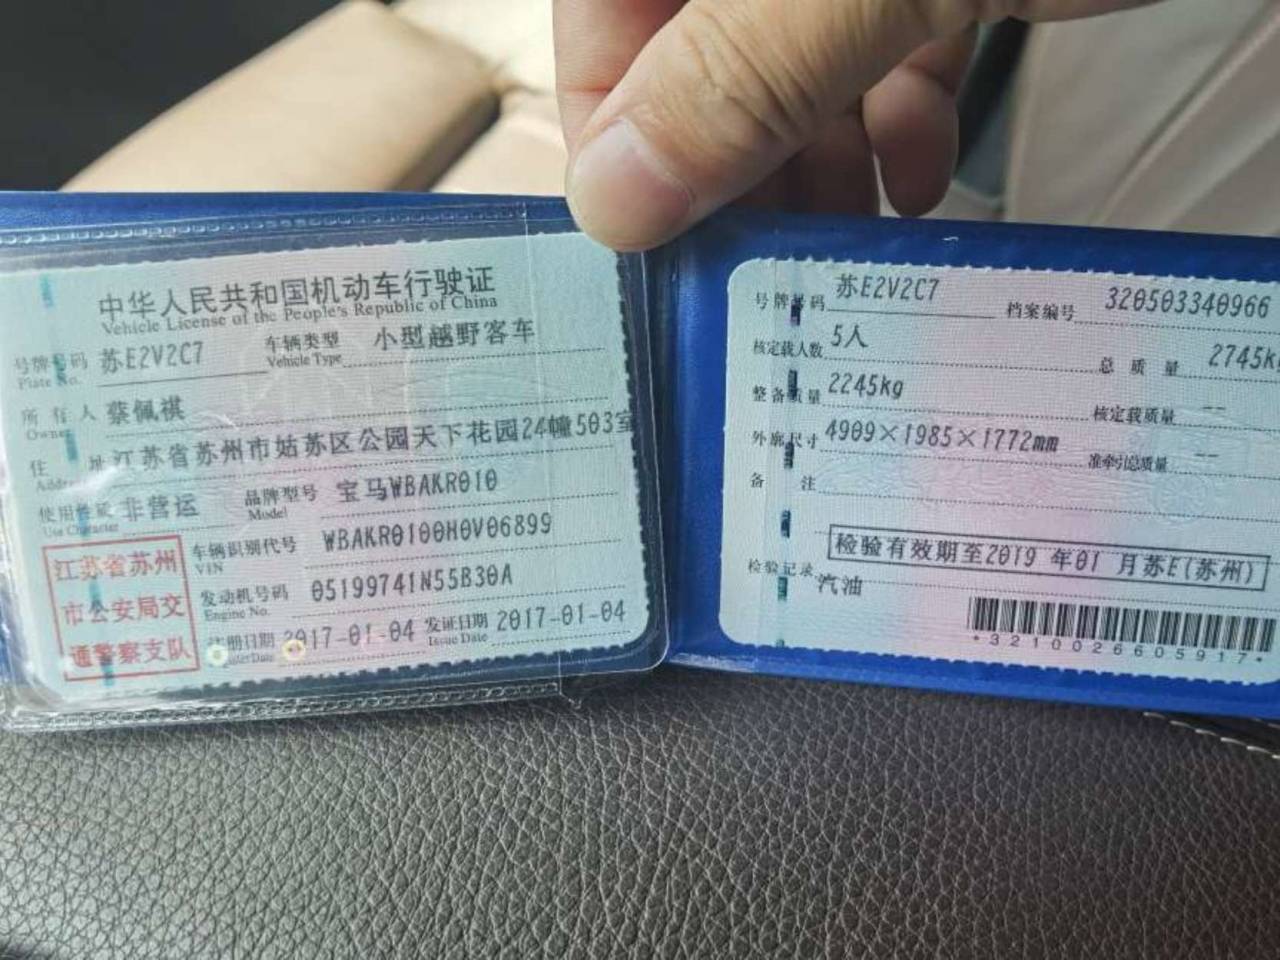 中华人民共和国机动车行驶证
Vehicle License of the People's Republic of China
号牌号码 苏E2V2C7 车辆类型 小型越野客车
Plate No. Vehicle Type
所有人 蔡佩祺
Owner
住址 江苏省苏州市姑苏区公园天下花园24幢503室
Address
使用性质 非营运 品牌型号 宝马WBAKR010
Use Character Model
江苏省苏州
市公安局交
通警察支队
车辆识别代号 WBAKR0100H0V06899
VIN
发动机号码 05199741N55B30A
Engine No.
注册日期 2017-01-04 发证日期 2017-01-04
isterDate Issue Date
号牌号码 苏E2V2C7 档案编号 320503340966
核定载人数 5人 总质量 2745k
整备质量 2245kg 核定载质量 --
外廓尺寸 4909×1985×1772mm 准牵引总质量 --
备注
检验有效期至2019 年01 月苏E(苏州)
检验记录 汽油
*3210026605917*